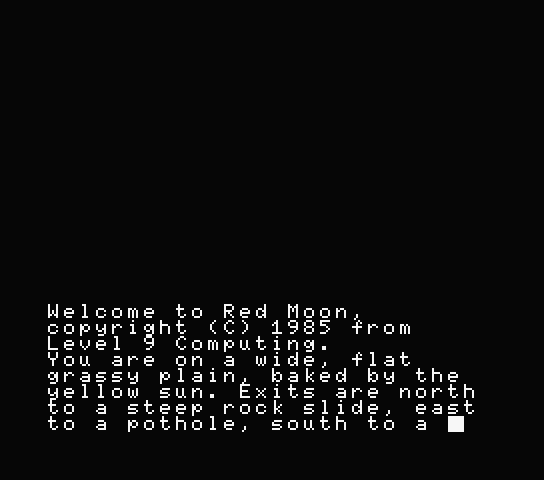 Welcome to Red Moon,
copyright (C) 1985 from
Level 9 Computing.
You are on a wide, flat
grassy plain, baked by the
yellow sun. Exits are north
to a steep rock slide, east
to a pothole, south to a